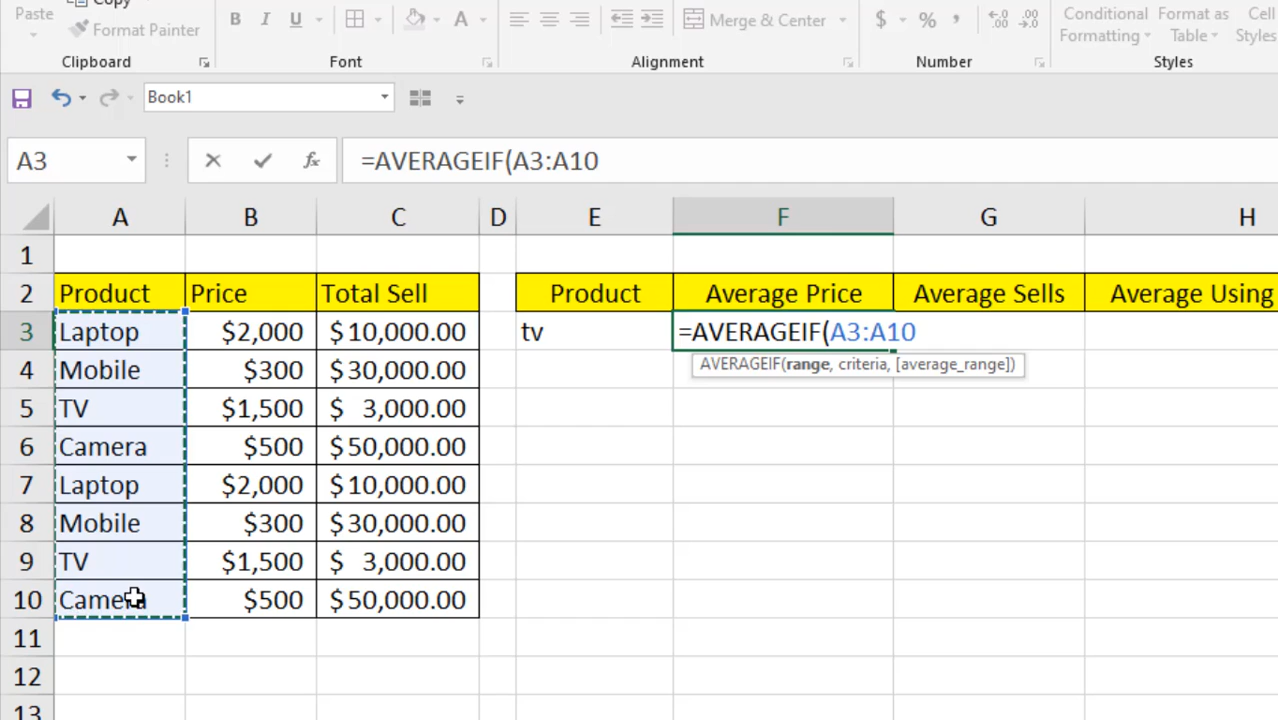 Paste
Copy
Format Painter
B I U
A
Merge & Center
$ % ,
Conditional Formatting
Format as Table
Cell Styles
Clipboard
Font
Alignment
Number
Styles
Book1
A3
fx
=AVERAGEIF(A3:A10
A B C D E F G H
1
2 Product Price Total Sell Product Average Price Average Sells Average Using
3 Laptop $2,000 $10,000.00 tv =AVERAGEIF(A3:A10
AVERAGEIF(range, criteria, [average_range])
4 Mobile $300 $30,000.00
5 TV $1,500 $ 3,000.00
6 Camera $500 $50,000.00
7 Laptop $2,000 $10,000.00
8 Mobile $300 $30,000.00
9 TV $1,500 $ 3,000.00
10 Camera $500 $50,000.00
11
12
13